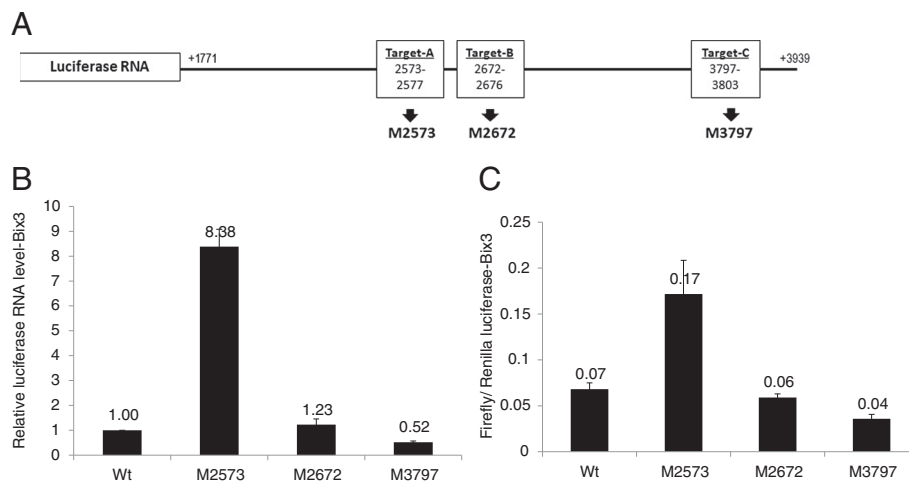 A
Luciferase RNA
+1771
Target-A
2573-
2577
Target-B
2672-
2676
Target-C
3797-
3803
+3939
M2573
M2672
M3797
B
Relative luciferase RNA level-Bix3
10
9
8
7
6
5
4
3
2
1
0
1.00
8.38
1.23
0.52
Wt
M2573
M2672
M3797
C
Firefly/ Renilla luciferase-Bix3
0.25
0.2
0.15
0.1
0.05
0
0.07
0.17
0.06
0.04
Wt
M2573
M2672
M3797